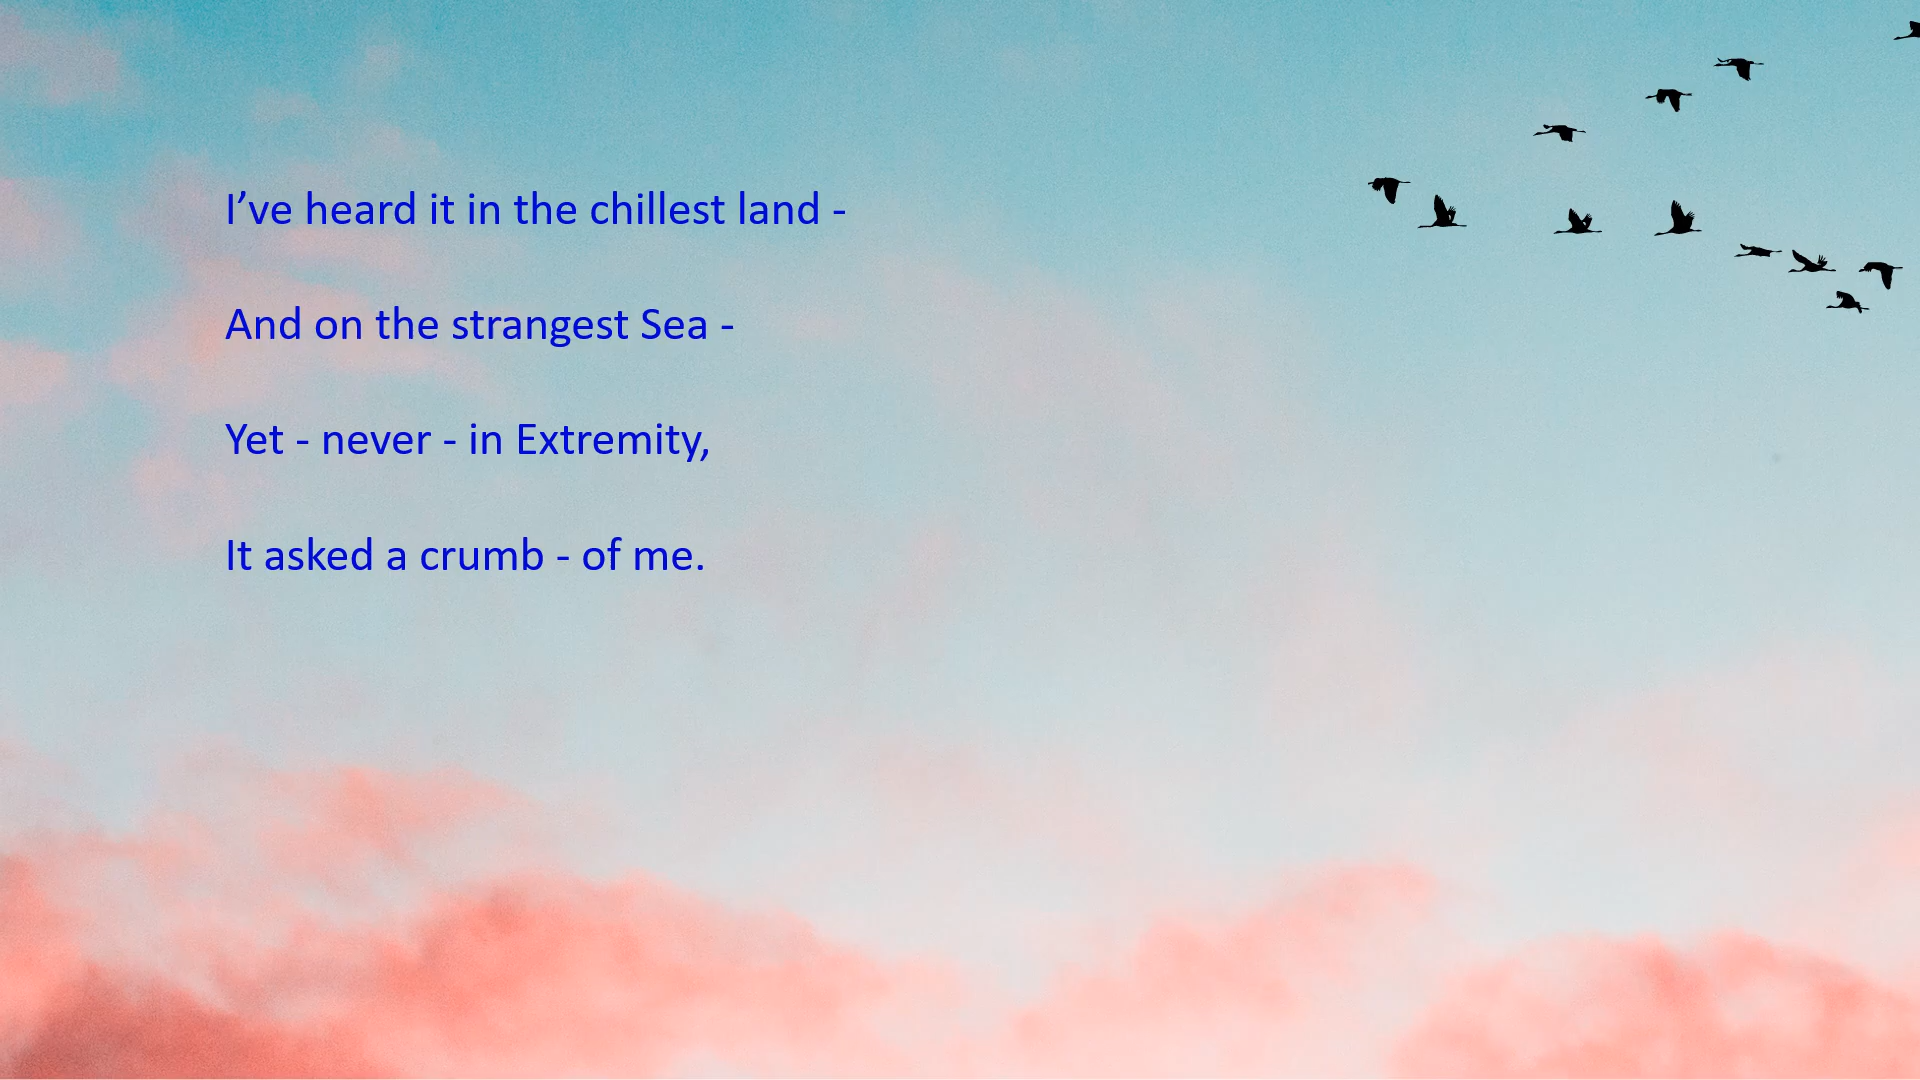 I’ve heard it in the chillest land -
And on the strangest Sea -
Yet - never - in Extremity,
It asked a crumb - of me.